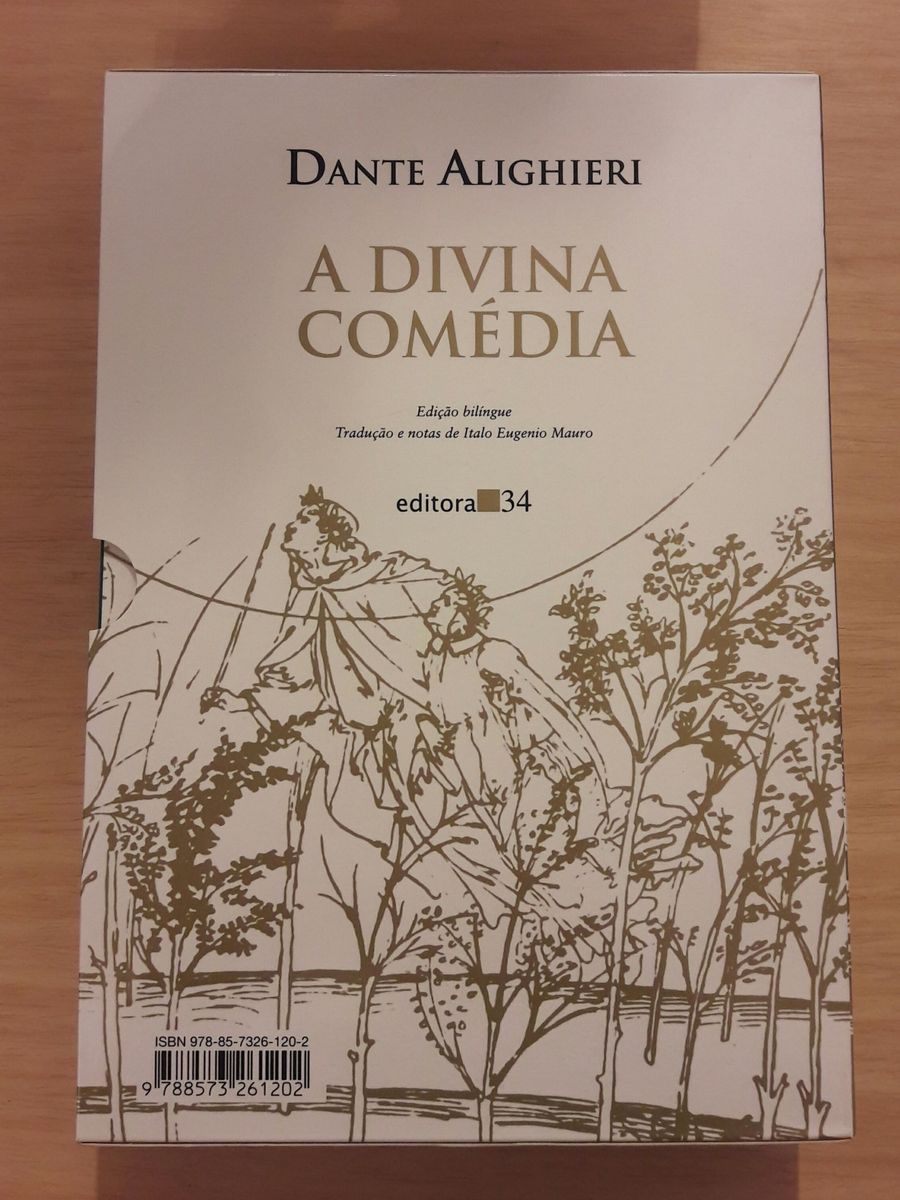 DANTE ALIGHIERI
A DIVINA
COMÉDIA
Edição bilíngue
Tradução e notas de Italo Eugenio Mauro
editora 34
ISBN 978-85-7326-120-2
9 788573 261202